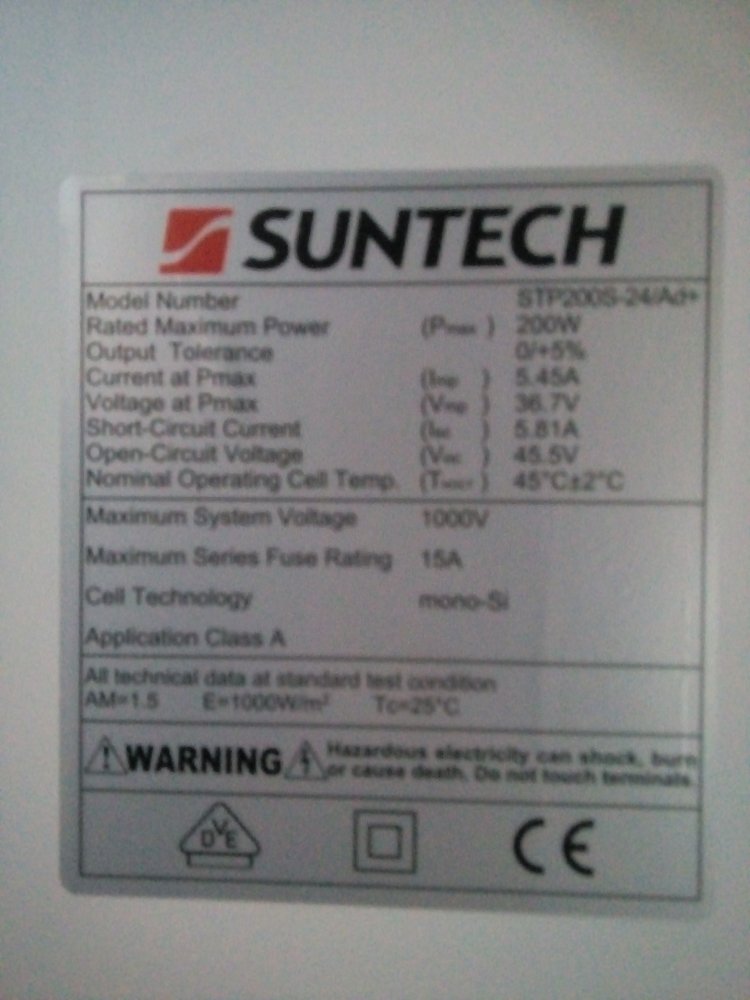 SUNTECH
Model Number STP200S-24/Ad+
Rated Maximum Power (Pmax) 200W
Output Tolerance 0/+5%
Current at Pmax (Imp) 5.45A
Voltage at Pmax (Vmp) 36.7V
Short-Circuit Current (Isc) 5.81A
Open-Circuit Voltage (Voc) 45.5V
Nominal Operating Cell Temp. (TNOCT) 45°C±2°C
Maximum System Voltage 1000V
Maximum Series Fuse Rating 15A
Cell Technology mono-Si
Application Class A
All technical data at standard test condition
AM=1.5 E=1000W/m² Tc=25°C
WARNING Hazardous electricity can shock, burn
or cause death. Do not touch terminals.
DVE CE